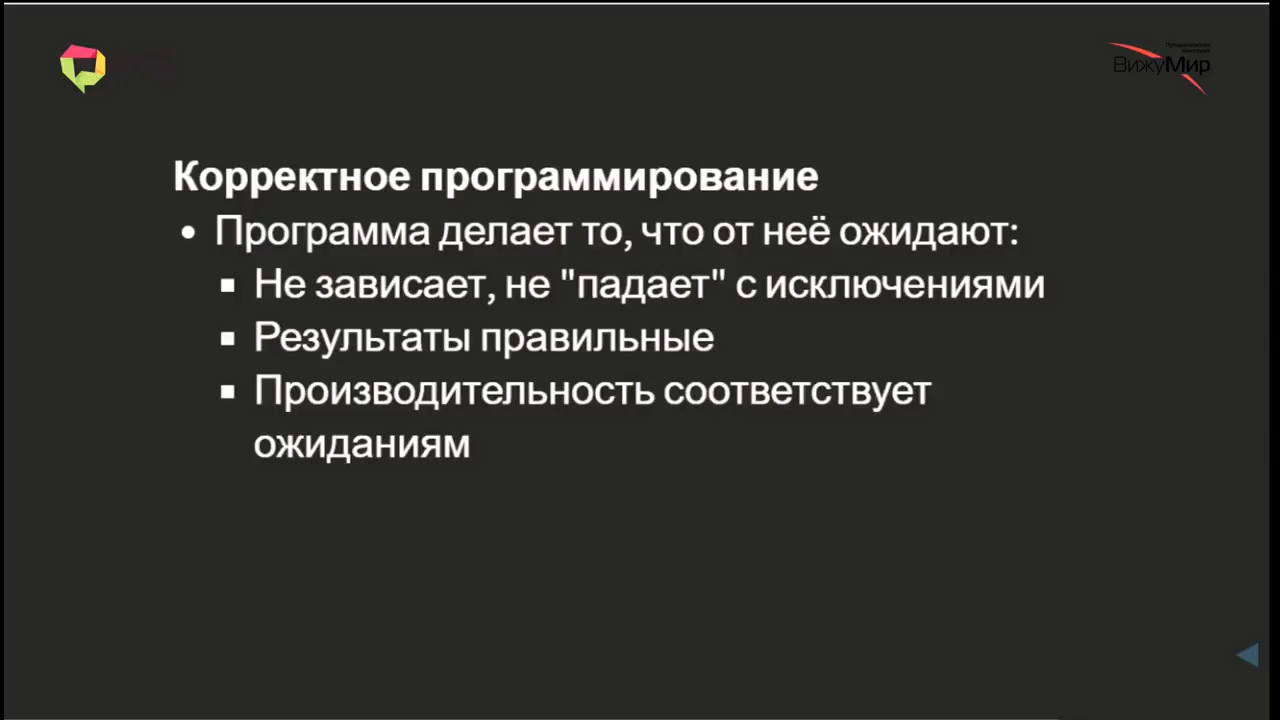 ВижуМир
Корректное программирование
• Программа делает то, что от неё ожидают:
▪ Не зависает, не "падает" с исключениями
▪ Результаты правильные
▪ Производительность соответствует
ожиданиям